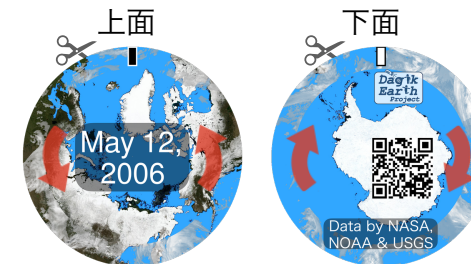 上面
下面
May 12,
2006
Dagik
Earth
Project
Data by NASA,
NOAA & USGS